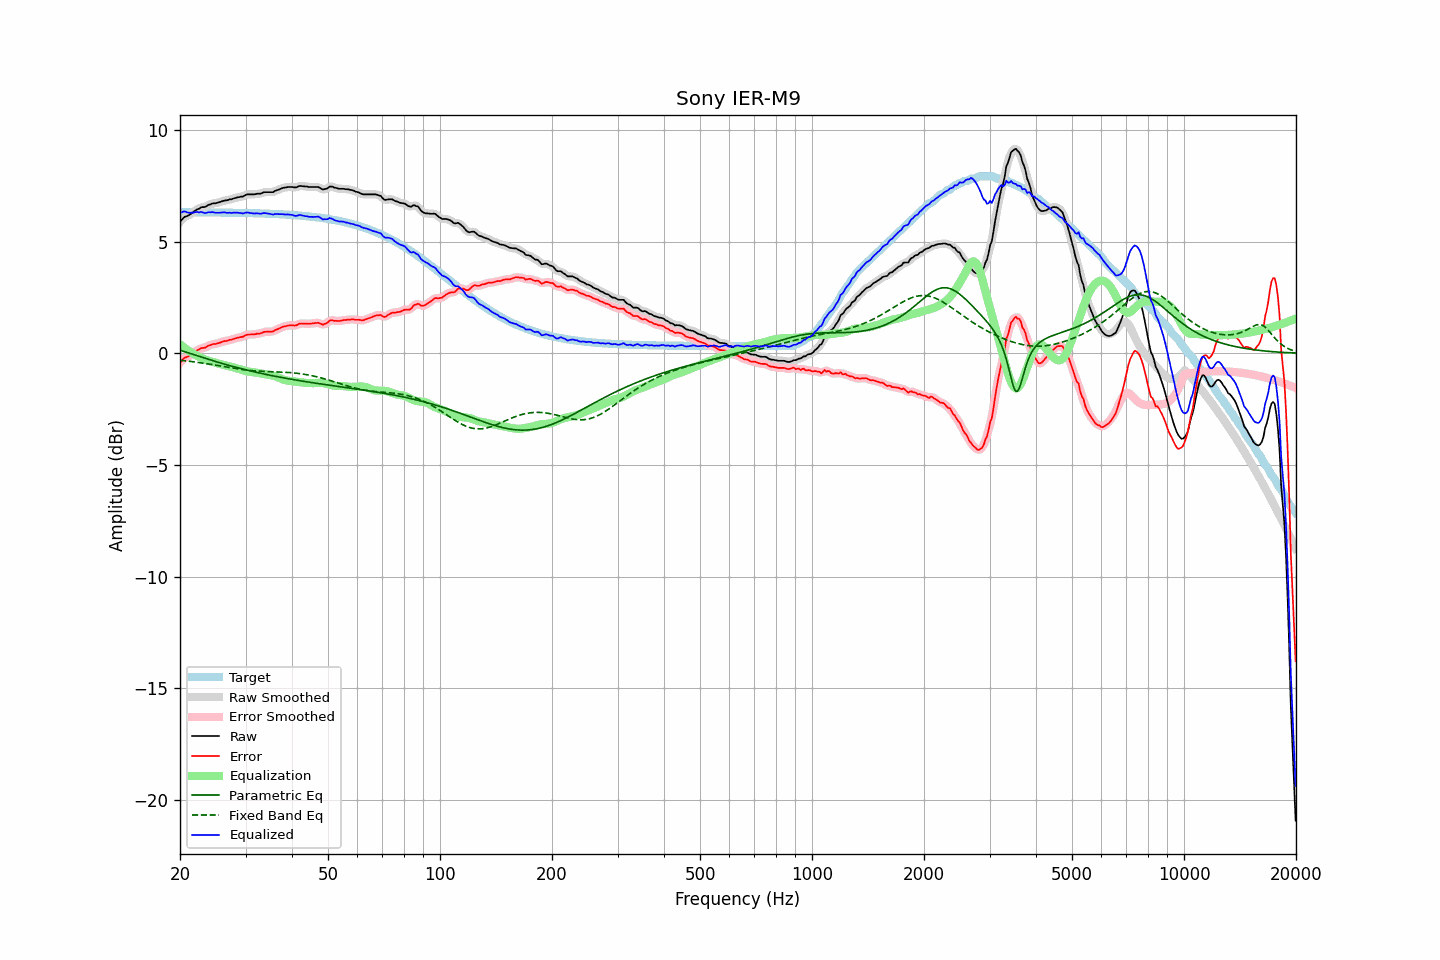 Sony IER-M9
10
5
0
−5
−10
−15
−20
Amplitude (dBr)
Target
Raw Smoothed
Error Smoothed
Raw
Error
Equalization
Parametric Eq
Fixed Band Eq
Equalized
20 50 100 200 500 1000 2000 5000 10000 20000
Frequency (Hz)